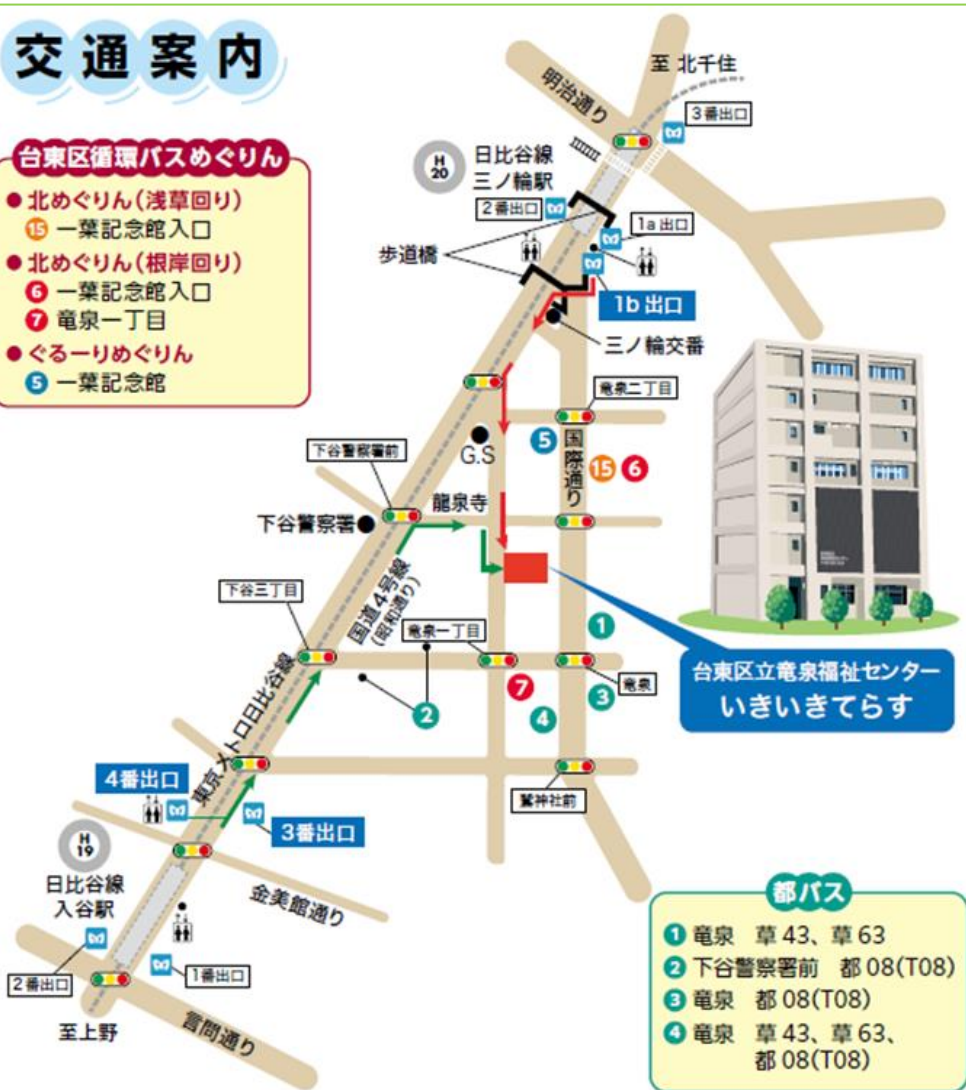 交通案内
台東区循環バスめぐりん
● 北めぐりん(浅草回り)
15 一葉記念館入口
● 北めぐりん(根岸回り)
6 一葉記念館入口
7 竜泉一丁目
● ぐるーりめぐりん
5 一葉記念館
至 北千住
明治通り
3番出口
H
20
日比谷線
三ノ輪駅
2番出口
1a 出口
歩道橋
1b 出口
三ノ輪交番
竜泉二丁目
G.S
5
国際通り
15
6
下谷警察署前
龍泉寺
下谷警察署
国道4号線
(昭和通り)
下谷三丁目
竜泉一丁目
1
2
7
3
竜泉
4
台東区立竜泉福祉センター
いきいきてらす
東京メトロ日比谷線
4番出口
3番出口
鷲神社前
H
19
日比谷線
入谷駅
金美館通り
2番出口
1番出口
至上野
言問通り
都バス
1 竜泉 草43、草63
2 下谷警察署前 都08(T08)
3 竜泉 都08(T08)
4 竜泉 草43、草63、
都08(T08)